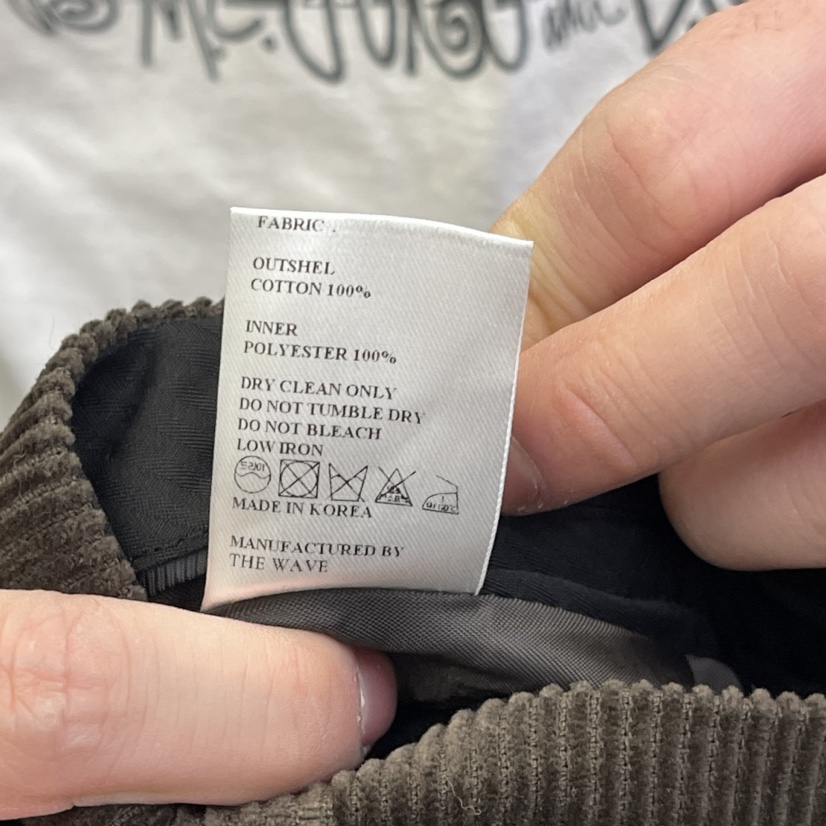 FABRIC
OUTSHEL
COTTON 100%
INNER
POLYESTER 100%
DRY CLEAN ONLY
DO NOT TUMBLE DRY
DO NOT BLEACH
LOW IRON
MADE IN KOREA
MANUFACTURED BY
THE WAVE